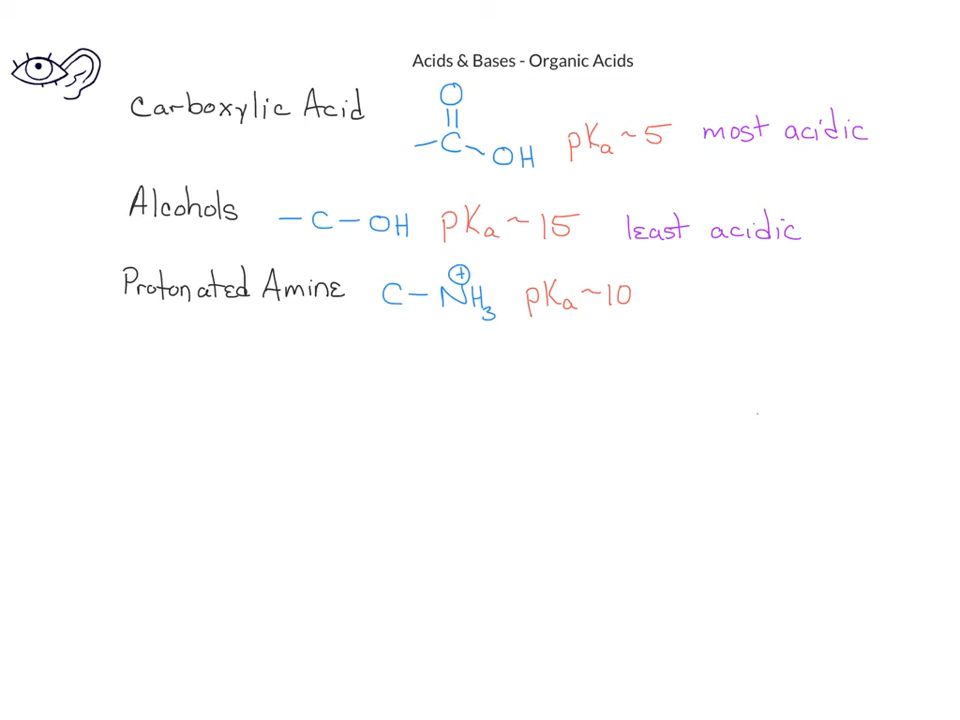 Acids & Bases - Organic Acids
Carboxylic Acid
O
C OH pKa ~ 5 most acidic
Alcohols - C - OH pKa ~ 15 least acidic
Protonated Amine C - NH3 + pKa ~ 10